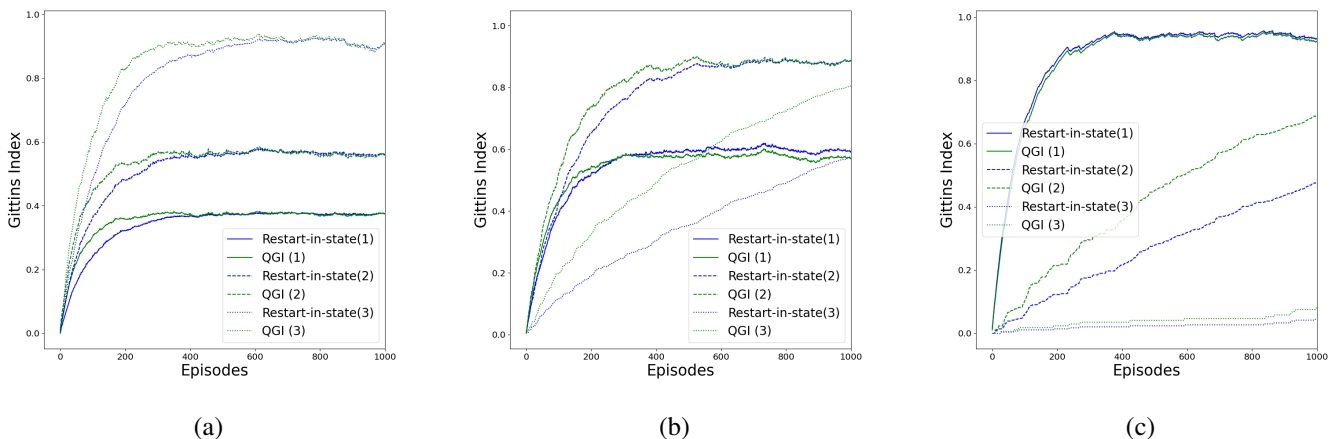 1.0
0.8
0.6
0.4
0.2
0.0
Gittins Index
0
200
400
600
800
1000
Episodes
Restart-in-state(1)
QGI (1)
Restart-in-state(2)
QGI (2)
Restart-in-state(3)
QGI (3)
(a)
1.0
0.8
0.6
0.4
0.2
0.0
Gittins Index
0
200
400
600
800
1000
Episodes
Restart-in-state(1)
QGI (1)
Restart-in-state(2)
QGI (2)
Restart-in-state(3)
QGI (3)
(b)
1.0
0.8
0.6
0.4
0.2
0.0
Gittins Index
0
200
400
600
800
1000
Episodes
Restart-in-state(1)
QGI (1)
Restart-in-state(2)
QGI (2)
Restart-in-state(3)
QGI (3)
(c)